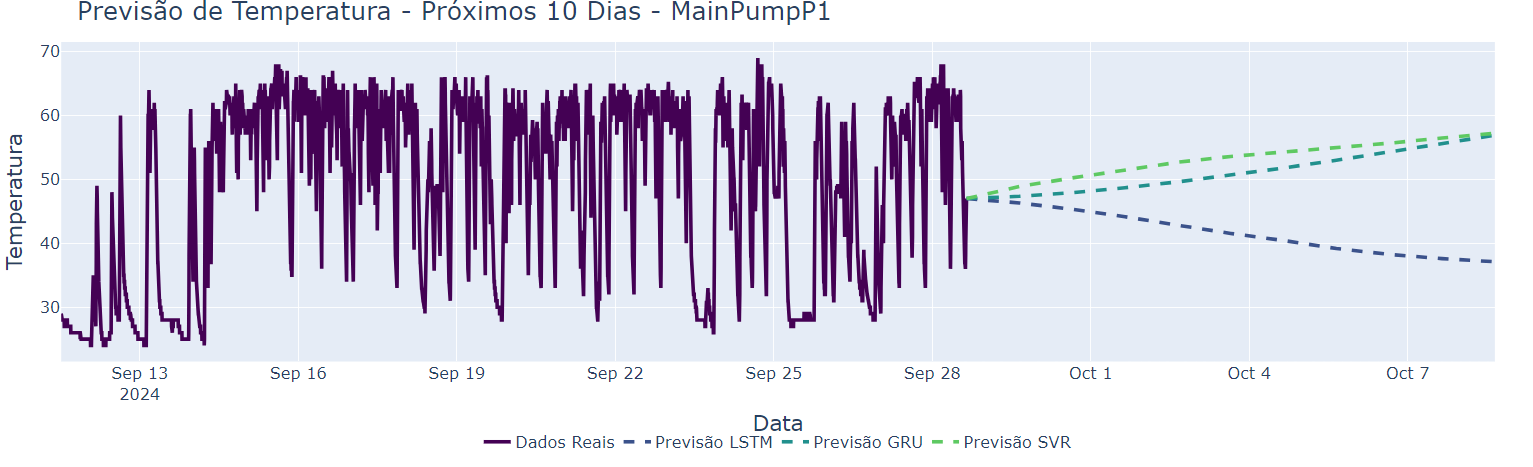 Previsão de Temperatura - Próximos 10 Dias - MainPumpP1
Temperatura
70
60
50
40
30
Sep 13
2024
Sep 16
Sep 19
Sep 22
Sep 25
Sep 28
Oct 1
Oct 4
Oct 7
Data
Dados Reais
Previsão LSTM
Previsão GRU
Previsão SVR